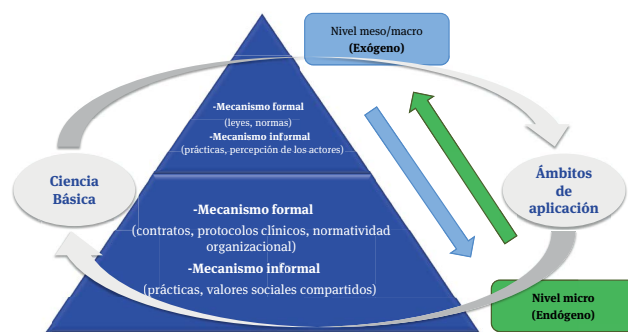 Nivel meso/macro
(Exógeno)
-Mecanismo formal
(leyes, normas)
-Mecanismo informal
(prácticas, percepción de los actores)
Ciencia
Básica
Ámbitos
de
aplicación
-Mecanismo formal
(contratos, protocolos clínicos, normatividad
organizacional)
-Mecanismo informal
(prácticas, valores sociales compartidos)
Nivel micro
(Endógeno)